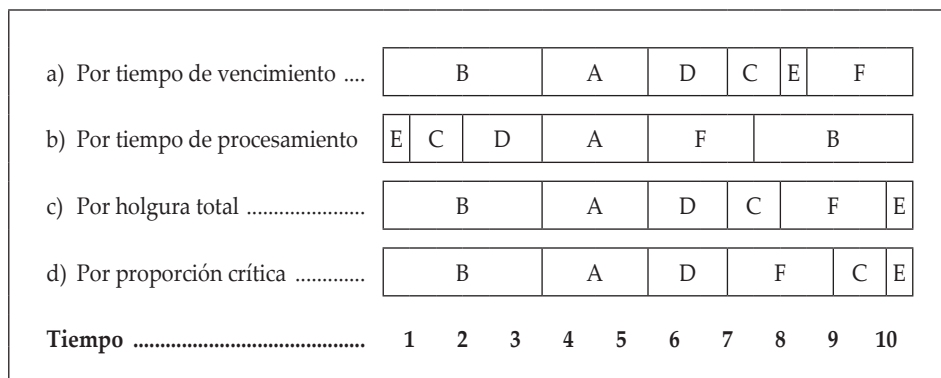 a) Por tiempo de vencimiento .... B A D C E F
b) Por tiempo de procesamiento E C D A F B
c) Por holgura total ...................... B A D C F E
d) Por proporción crítica ............. B A D F C E
Tiempo .......................................... 1 2 3 4 5 6 7 8 9 10